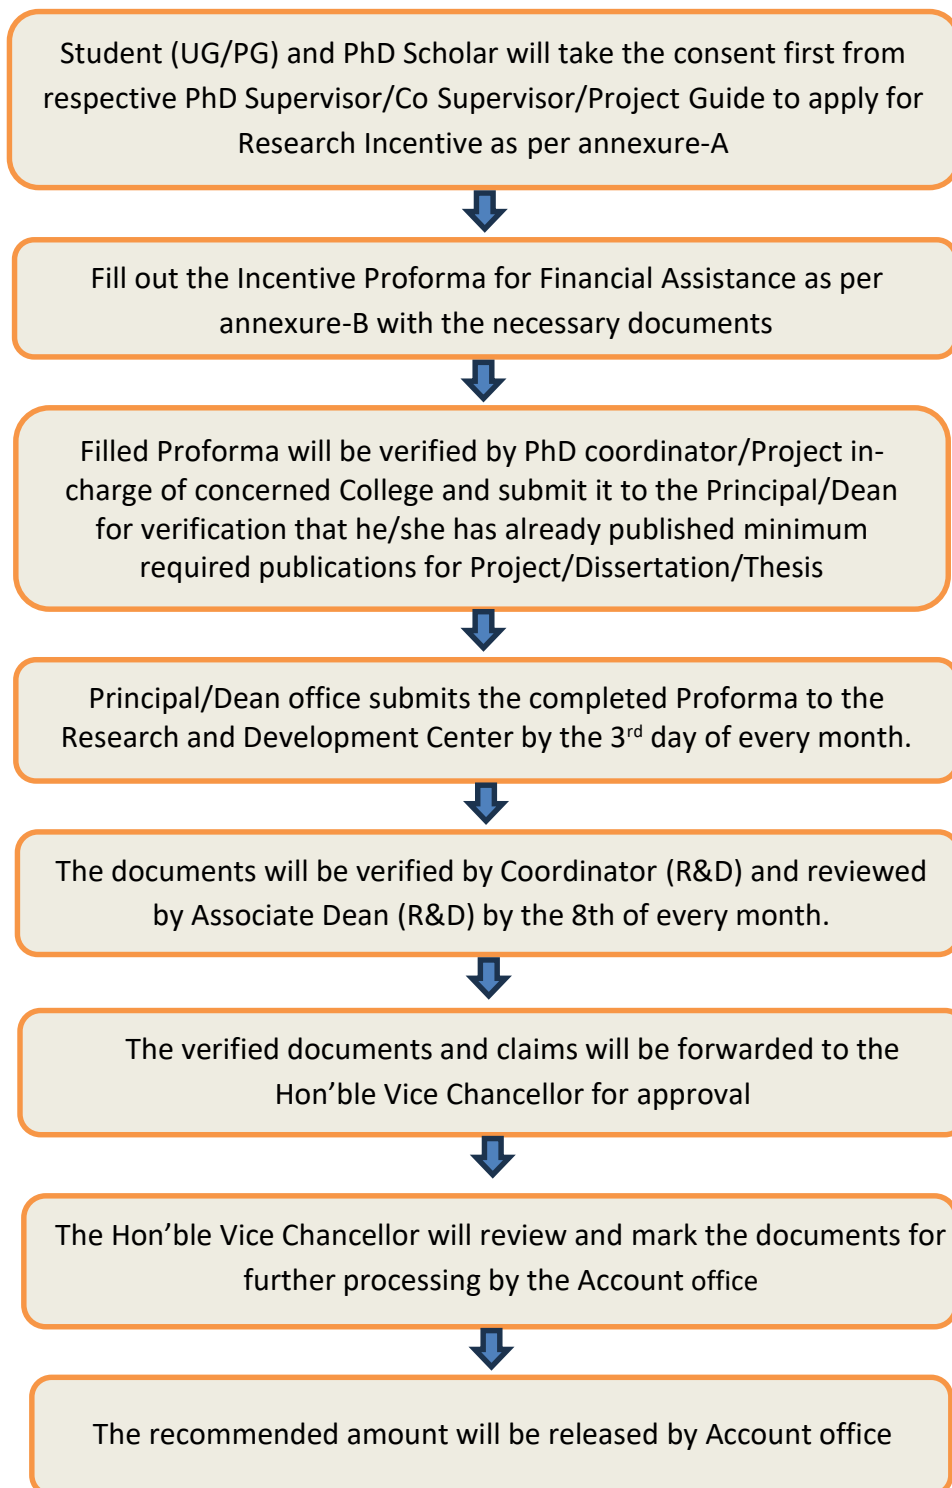 Student (UG/PG) and PhD Scholar will take the consent first from
respective PhD Supervisor/Co Supervisor/Project Guide to apply for
Research Incentive as per annexure-A
Fill out the Incentive Proforma for Financial Assistance as per
annexure-B with the necessary documents
Filled Proforma will be verified by PhD coordinator/Project in-
charge of concerned College and submit it to the Principal/Dean
for verification that he/she has already published minimum
required publications for Project/Dissertation/Thesis
Principal/Dean office submits the completed Proforma to the
Research and Development Center by the 3rd day of every month.
The documents will be verified by Coordinator (R&D) and reviewed
by Associate Dean (R&D) by the 8th of every month.
The verified documents and claims will be forwarded to the
Hon’ble Vice Chancellor for approval
The Hon’ble Vice Chancellor will review and mark the documents for
further processing by the Account office
The recommended amount will be released by Account office